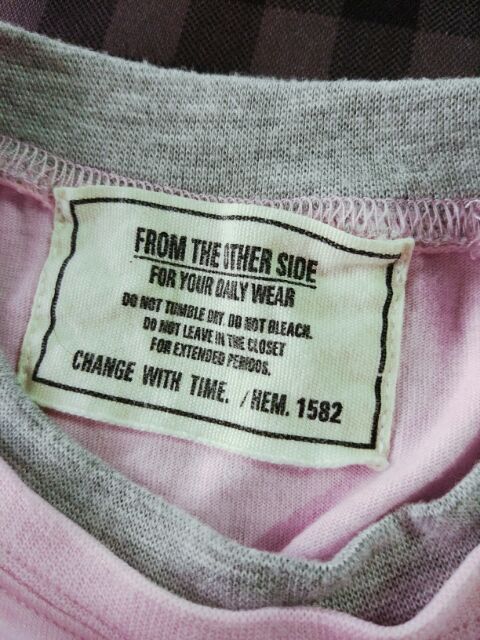 FROM THE OTHER SIDE
FOR YOUR DAILY WEAR
DO NOT TUMBLE DRY. DO NOT BLEACH.
DO NOT LEAVE IN THE CLOSET
FOR EXTENDED PERIODS.
CHANGE WITH TIME. /HEM. 1582